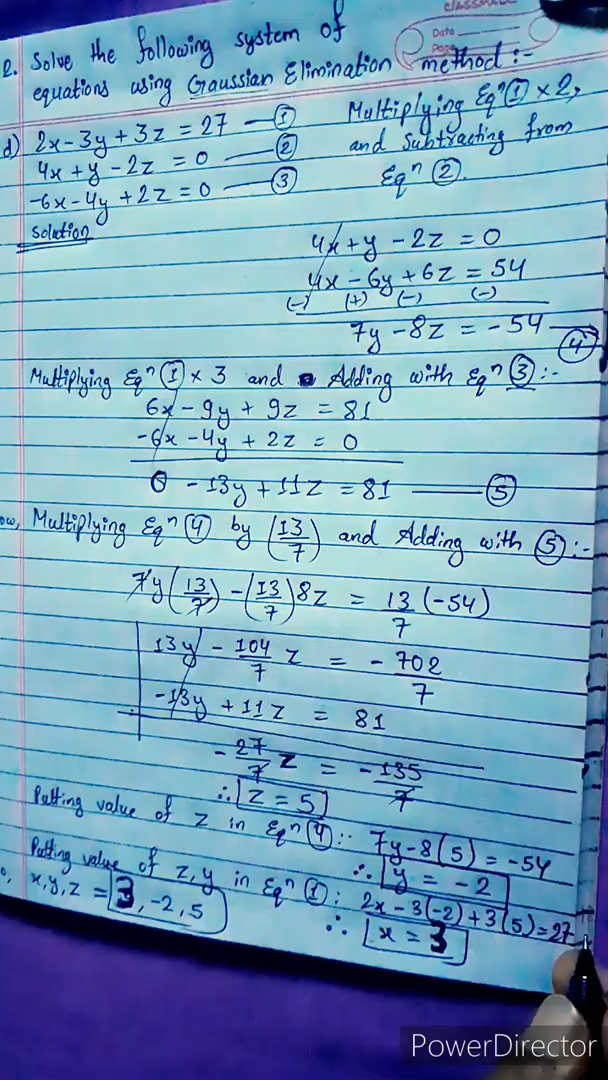 CLASSMATE
Date
Page
2. Solve the following system of
equations using Gaussian Elimination method :-
d) 2x - 3y + 3z = 27 — ①
4x + y - 2z = 0 — ②
-6x - 4y + 2z = 0 — ③
Solution
Multiplying Eqⁿ ① × 2,
and Subtracting from
Eqⁿ ②.
4x + y - 2z = 0
4x - 6y + 6z = 54
(-) (+) (-) (-)
7y - 8z = -54 — ④
Multiplying Eqⁿ ① × 3 and Adding with Eqⁿ ③ :-
6x - 9y + 9z = 81
-6x - 4y + 2z = 0
0 - 13y + 11z = 81 — ⑤
Multiplying Eqⁿ ④ by (13/7) and Adding with ⑤ :-
7y(13/7) - (13/7)8z = 13/7 (-54)
13y - 104/7 z = - 702/7
-13y + 11z = 81
- 27/7 z = - 135/7
∴ z = 5
Putting value of z in Eqⁿ ④ :- 7y - 8(5) = -54
∴ y = -2
Putting value of z, y in Eqⁿ ① : 2x - 3(-2) + 3(5) = 27
∴ x = 3
x, y, z = 3, -2, 5
PowerDirector